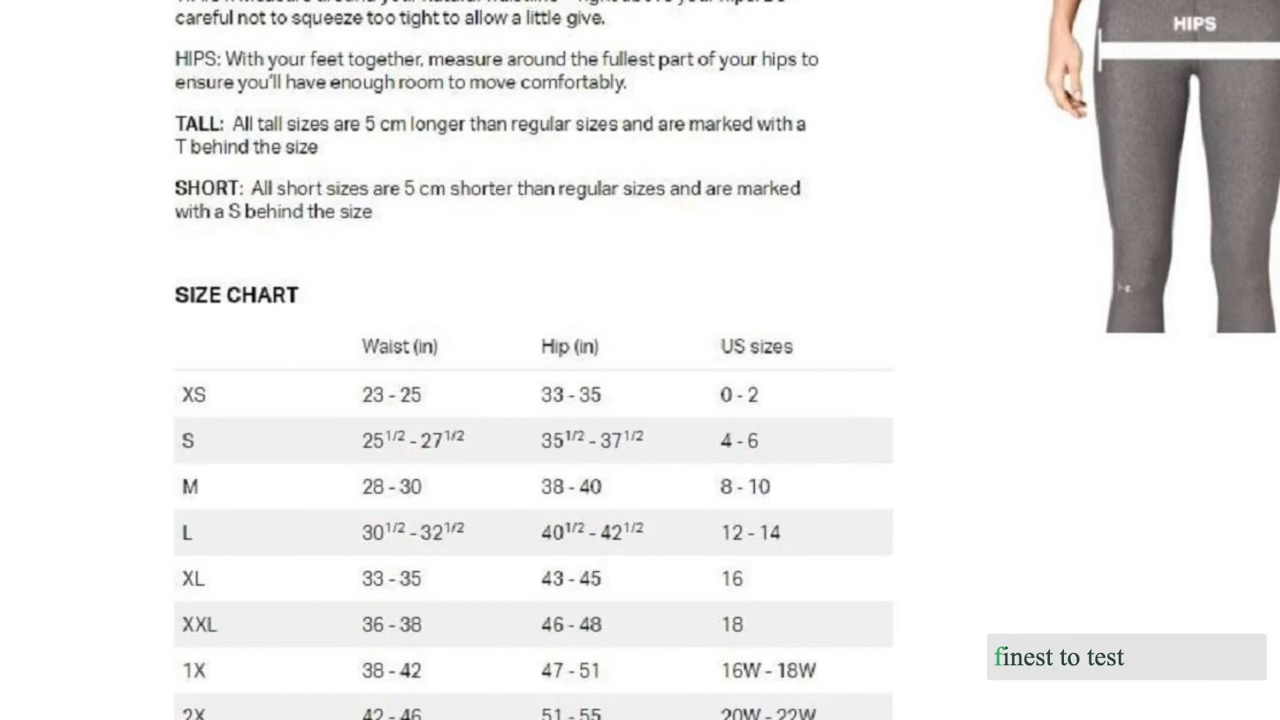 careful not to squeeze too tight to allow a little give.
HIPS: With your feet together, measure around the fullest part of your hips to
ensure you'll have enough room to move comfortably.
TALL: All tall sizes are 5 cm longer than regular sizes and are marked with a
T behind the size
SHORT: All short sizes are 5 cm shorter than regular sizes and are marked
with a S behind the size
HIPS
SIZE CHART
Waist (in) Hip (in) US sizes
XS 23 - 25 33 - 35 0 - 2
S 25 1/2 - 27 1/2 35 1/2 - 37 1/2 4 - 6
M 28 - 30 38 - 40 8 - 10
L 30 1/2 - 32 1/2 40 1/2 - 42 1/2 12 - 14
XL 33 - 35 43 - 45 16
XXL 36 - 38 46 - 48 18
1X 38 - 42 47 - 51 16W - 18W
2X 42 - 46 51 - 55 20W - 22W
finest to test